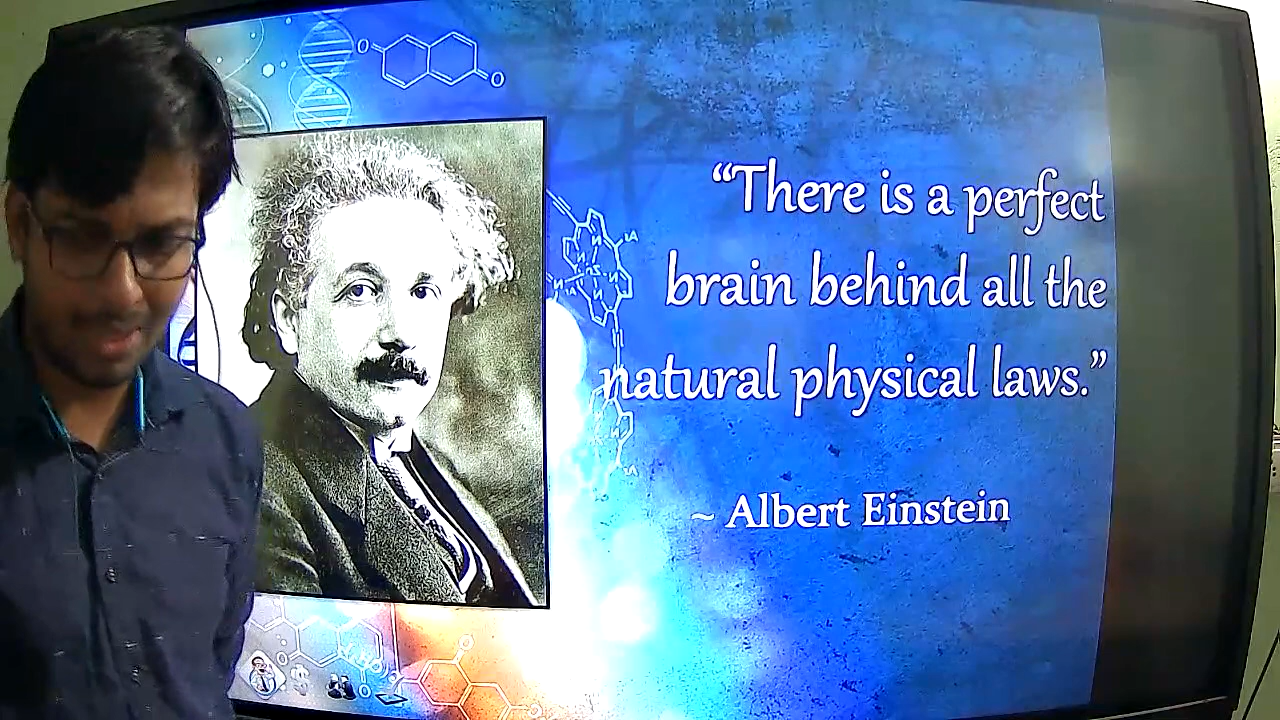 “There is a perfect
brain behind all the
natural physical laws.”
~ Albert Einstein